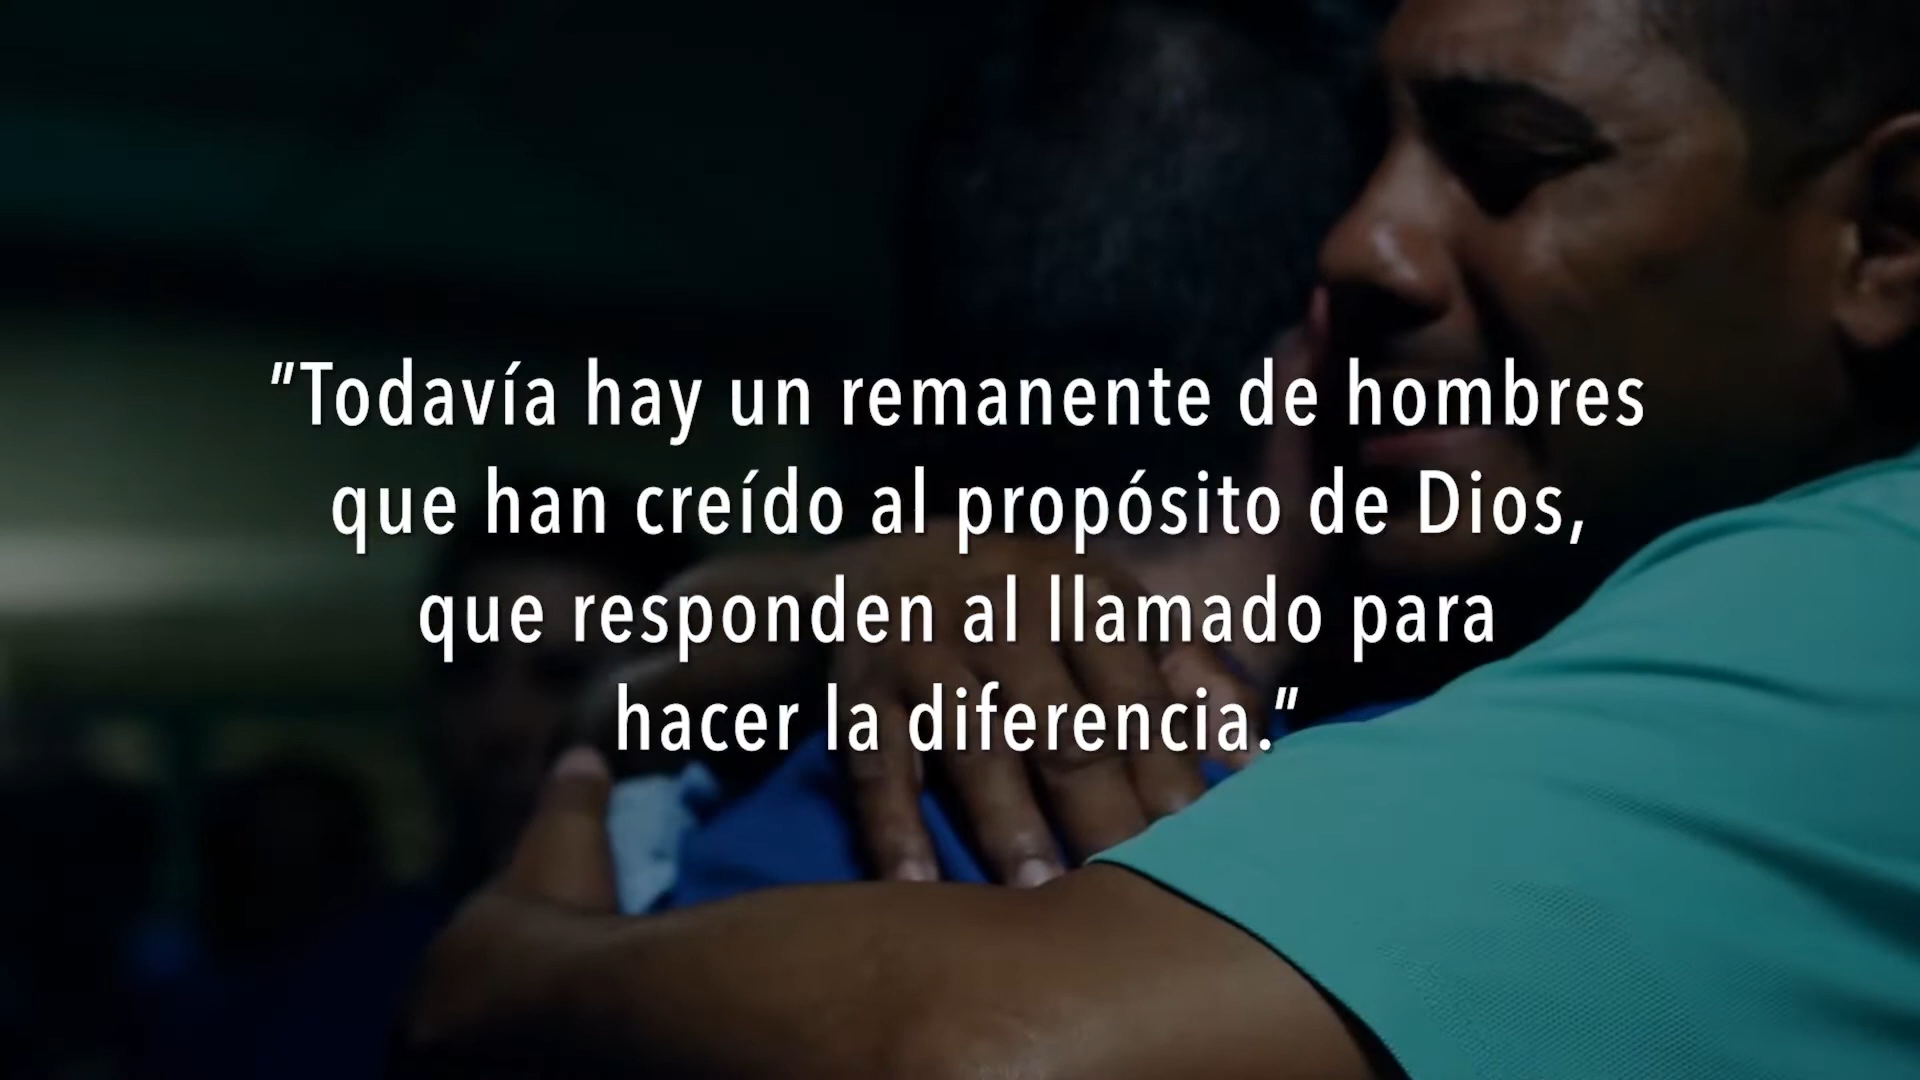 "Todavía hay un remanente de hombres
que han creído al propósito de Dios,
que responden al llamado para
hacer la diferencia."